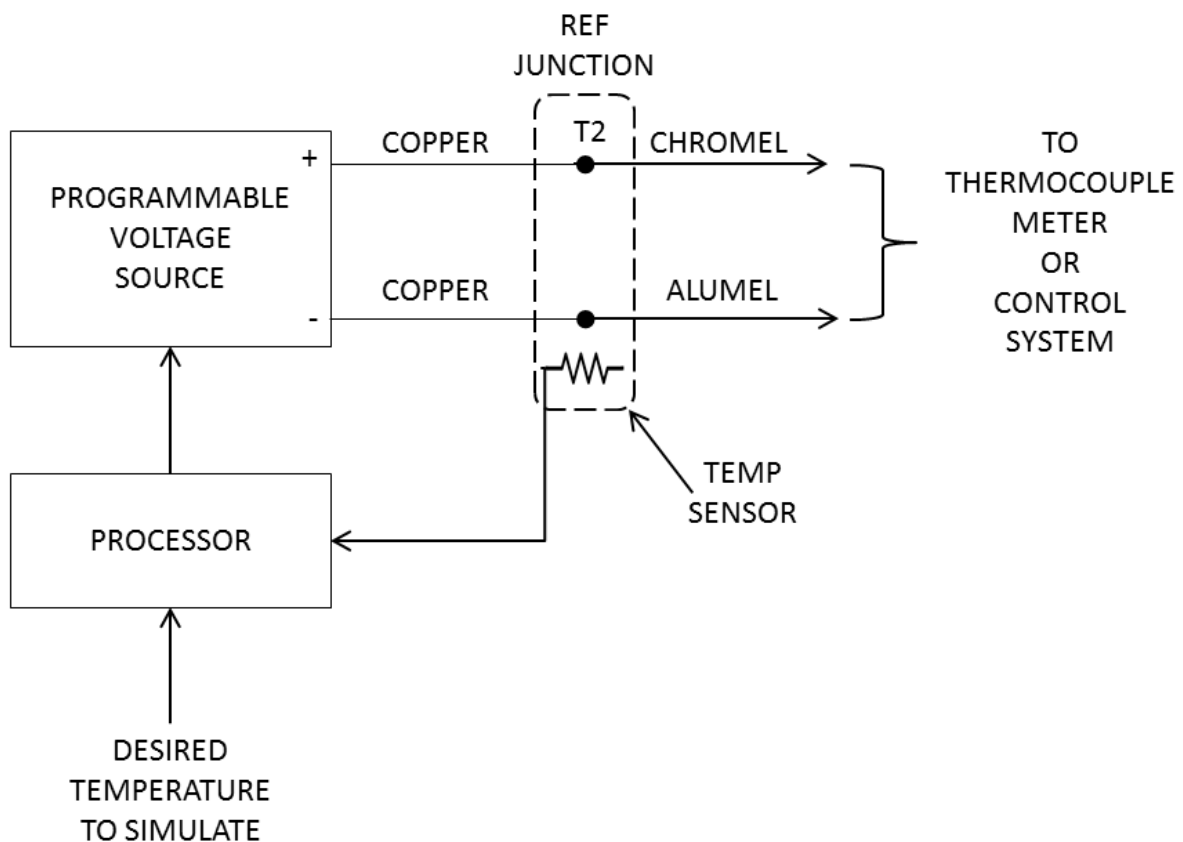 REF
JUNCTION
T2
COPPER
CHROMEL
+
PROGRAMMABLE
VOLTAGE
SOURCE
-
COPPER
ALUMEL
TO
THERMOCOUPLE
METER
OR
CONTROL
SYSTEM
TEMP
SENSOR
PROCESSOR
DESIRED
TEMPERATURE
TO SIMULATE